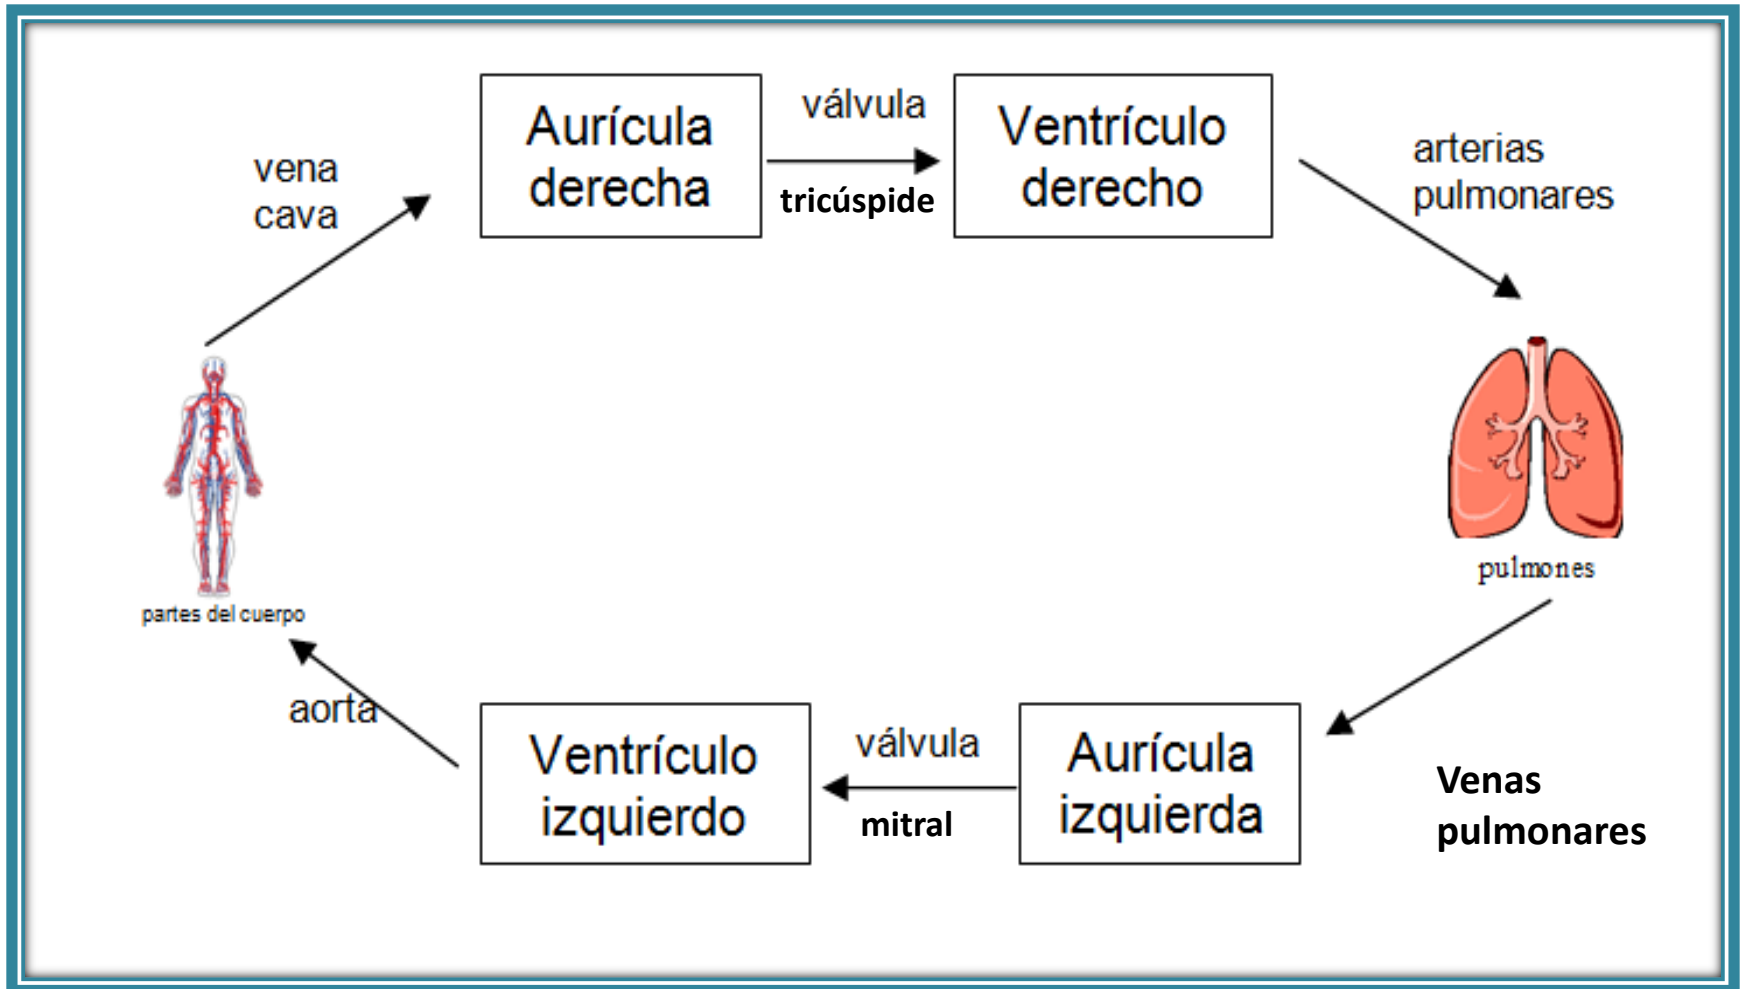 vena
cava
Aurícula
derecha
válvula
tricúspide
Ventrículo
derecho
arterias
pulmonares
pulmones
Venas
pulmonares
Aurícula
izquierda
válvula
mitral
Ventrículo
izquierdo
aorta
partes del cuerpo